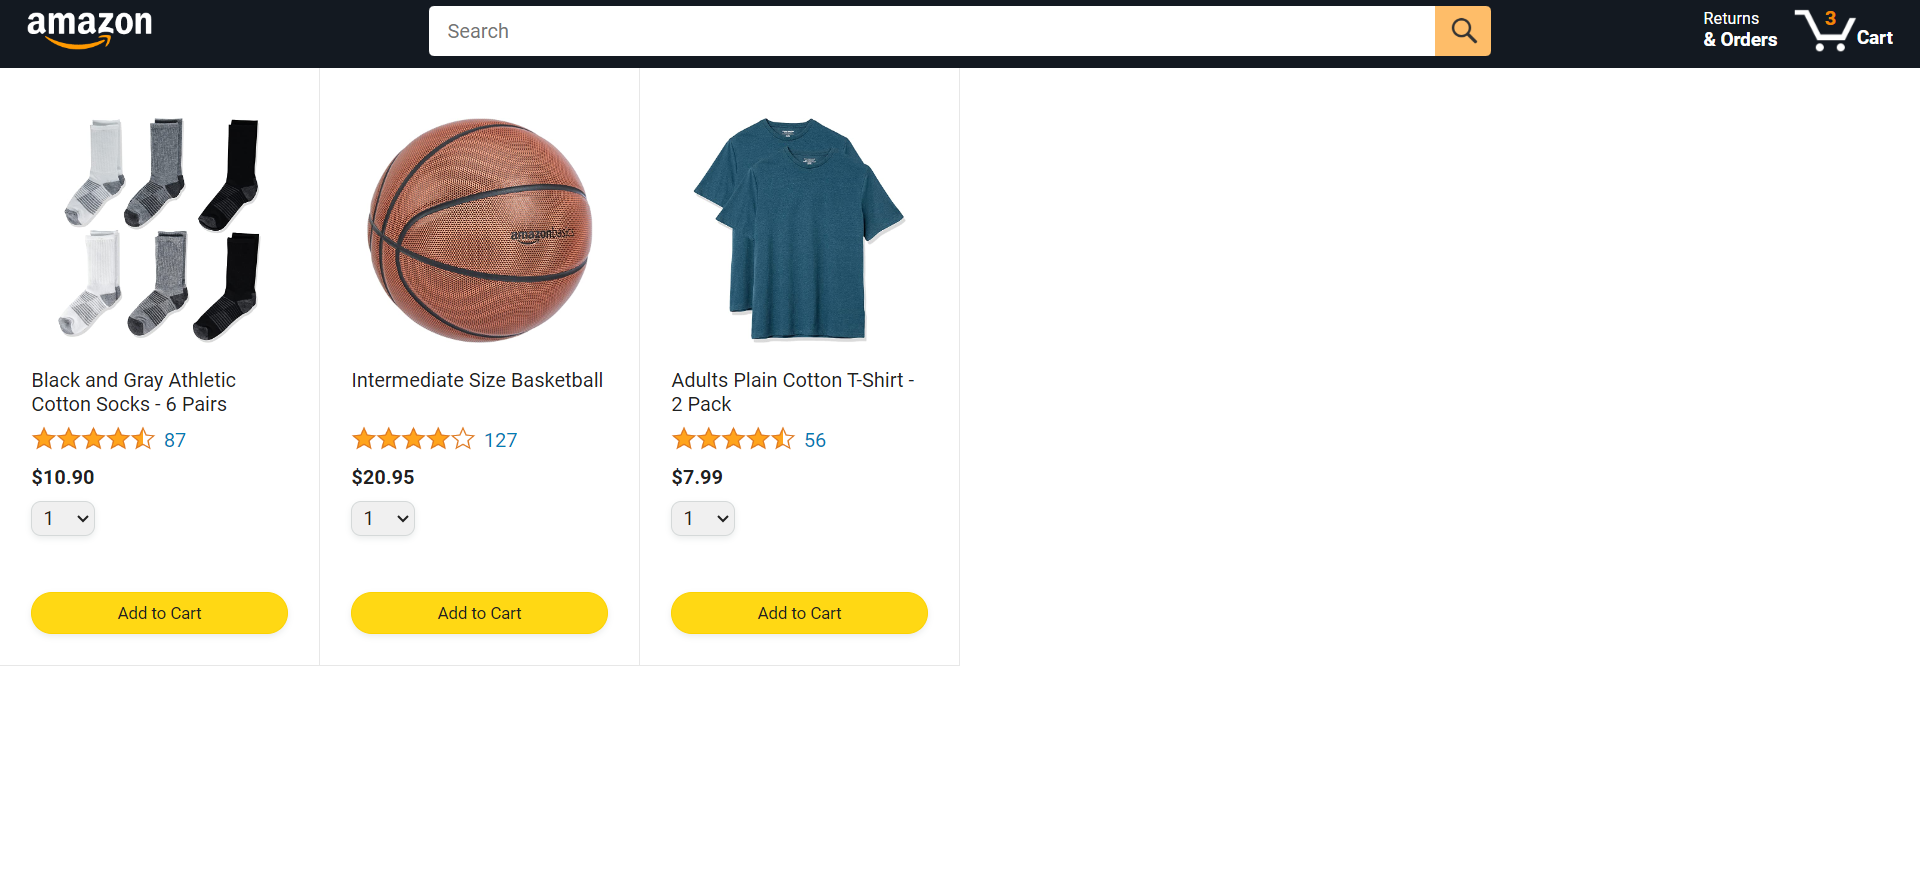 amazon
Search
Returns
& Orders
3
Cart
amazonbasics
Black and Gray Athletic
Cotton Socks - 6 Pairs
87
$10.90
1
Add to Cart
Intermediate Size Basketball
127
$20.95
1
Add to Cart
Adults Plain Cotton T-Shirt -
2 Pack
56
$7.99
1
Add to Cart